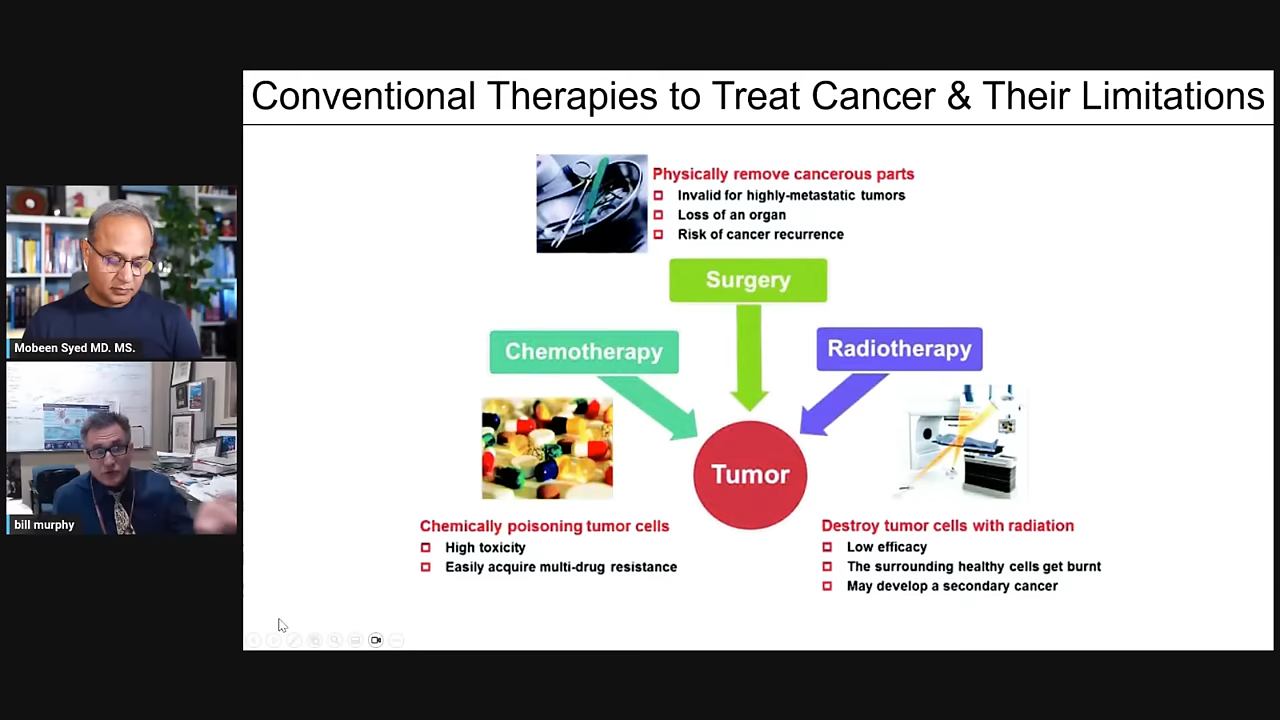 Conventional Therapies to Treat Cancer & Their Limitations
Physically remove cancerous parts
Invalid for highly-metastatic tumors
Loss of an organ
Risk of cancer recurrence
Surgery
Chemotherapy
Radiotherapy
Tumor
Chemically poisoning tumor cells
High toxicity
Easily acquire multi-drug resistance
Destroy tumor cells with radiation
Low efficacy
The surrounding healthy cells get burnt
May develop a secondary cancer
Mobeen Syed MD. MS.
bill murphy